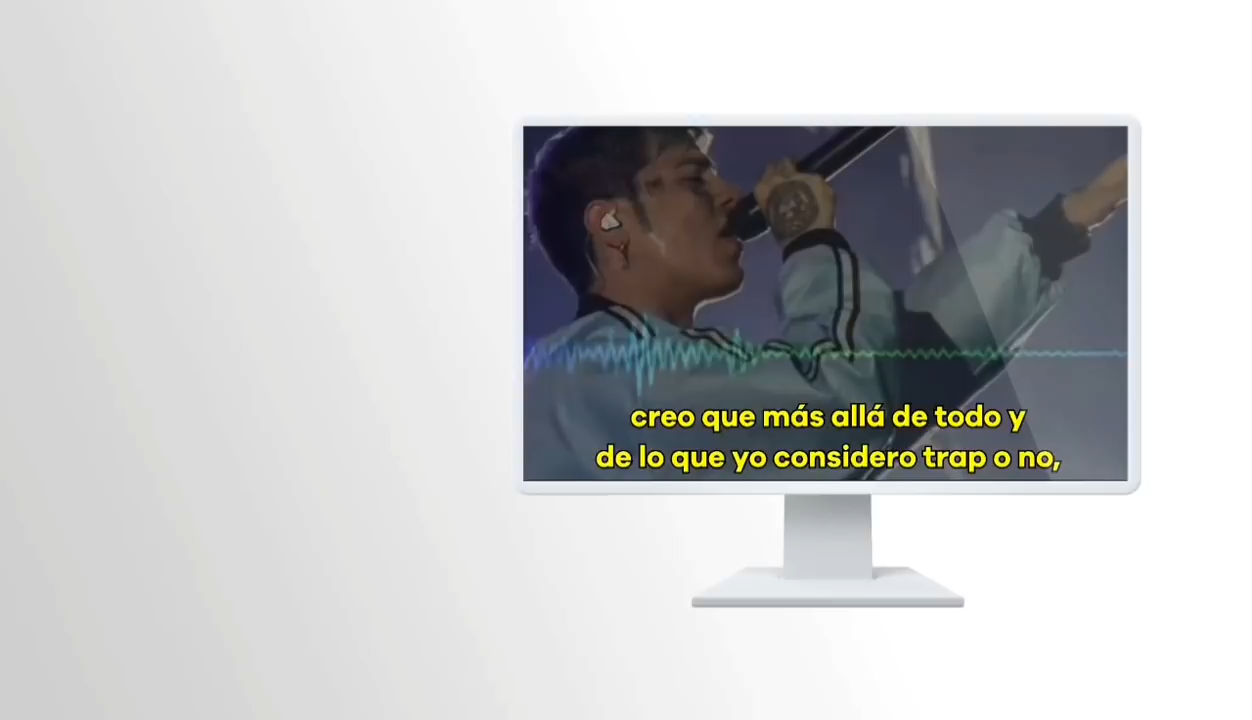 creo que más allá de todo y
de lo que yo considero trap o no,